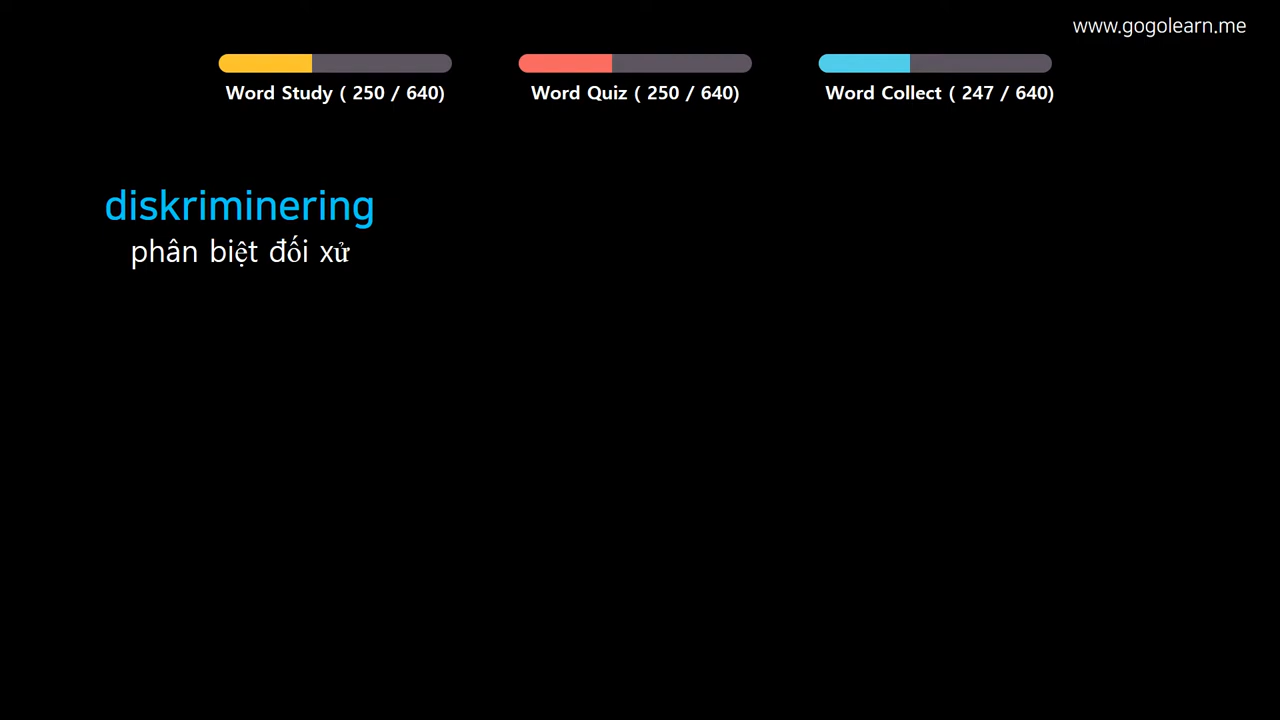 www.gogolearn.me
Word Study ( 250 / 640)
Word Quiz ( 250 / 640)
Word Collect ( 247 / 640)
diskriminering
phân biệt đối xử